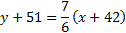 y + 51 = 7/6 (x + 42)